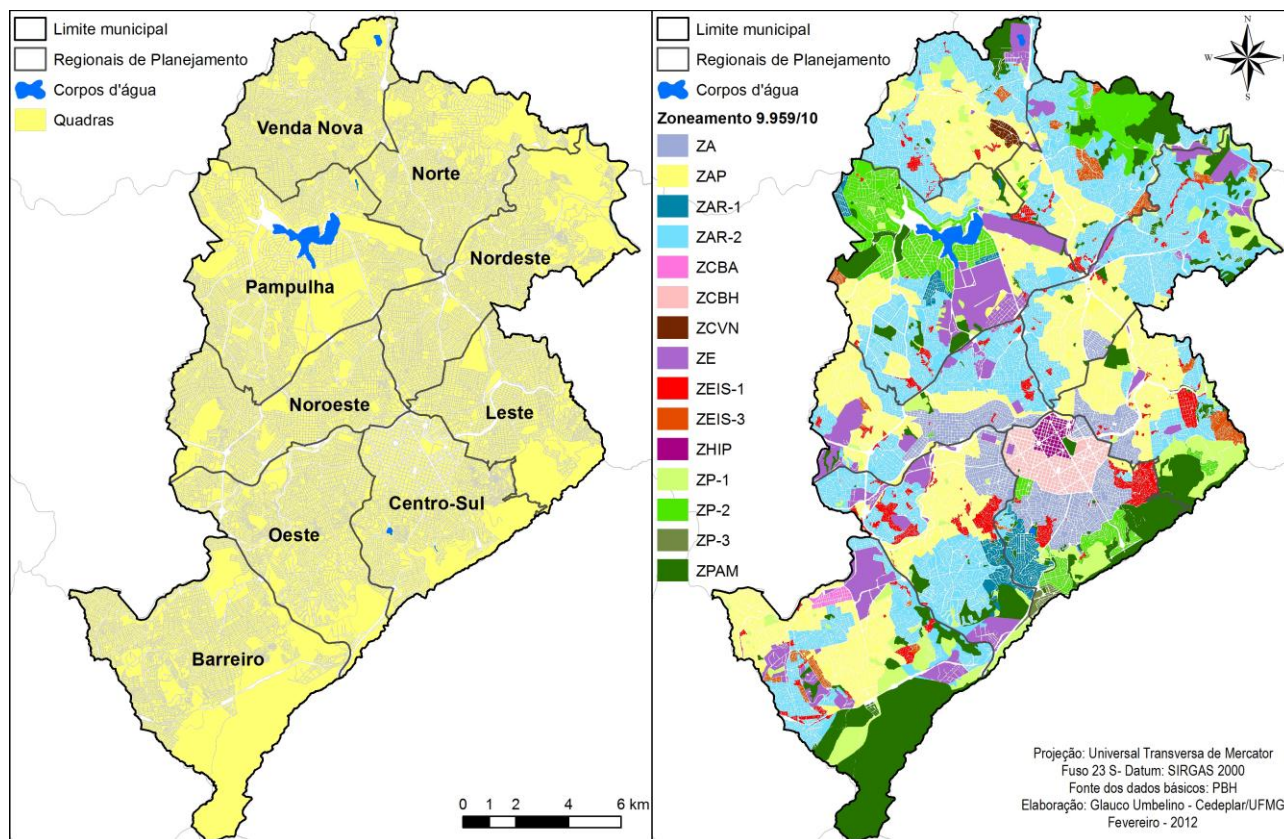 Limite municipal
Regionais de Planejamento
Corpos d'água
Quadras
Venda Nova
Norte
Nordeste
Pampulha
Noroeste
Leste
Centro-Sul
Oeste
Barreiro
0 1 2 4 6 km
Limite municipal
Regionais de Planejamento
Corpos d'água
Zoneamento 9.959/10
ZA
ZAP
ZAR-1
ZAR-2
ZCBA
ZCBH
ZCVN
ZE
ZEIS-1
ZEIS-3
ZHIP
ZP-1
ZP-2
ZP-3
ZPAM
N
W
S
Projeção: Universal Transversa de Mercator
Fuso 23 S- Datum: SIRGAS 2000
Fonte dos dados básicos: PBH
Elaboração: Glauco Umbelino - Cedeplar/UFMG
Fevereiro - 2012